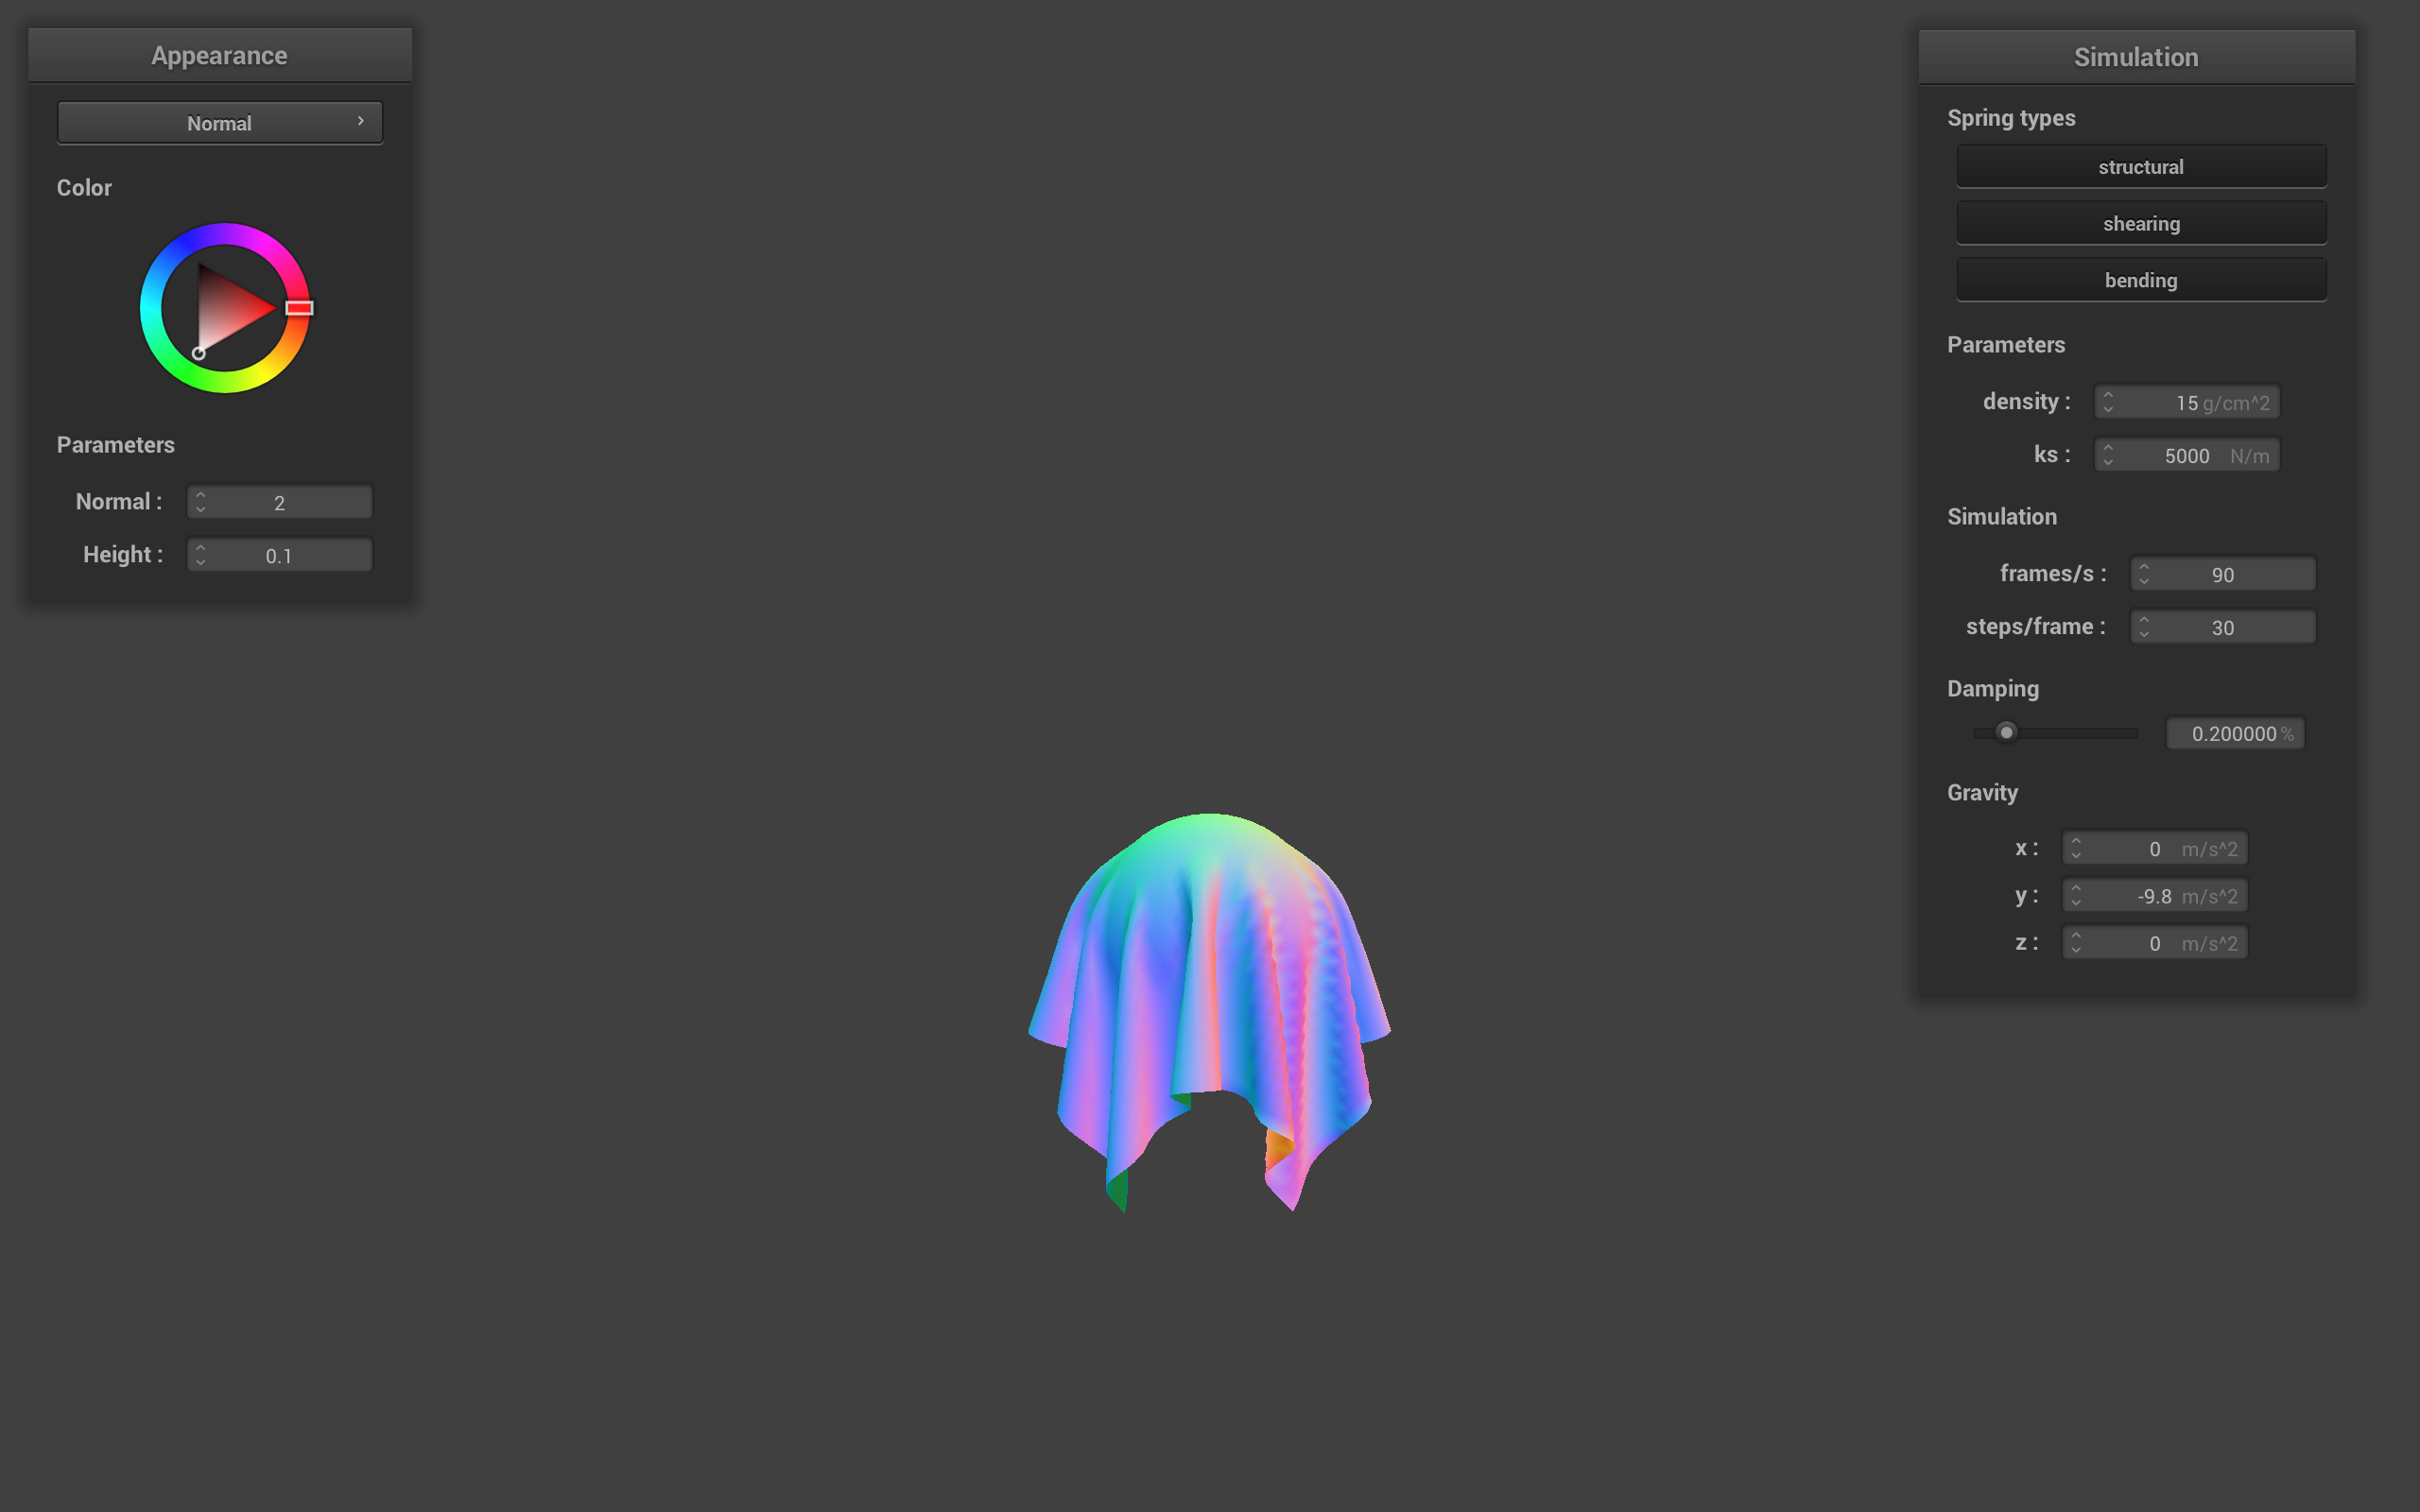 Appearance
Normal
Color
Parameters
Normal : 2
Height : 0.1
Simulation
Spring types
structural
shearing
bending
Parameters
density : 15 g/cm^2
ks : 5000 N/m
Simulation
frames/s : 90
steps/frame : 30
Damping
0.200000 %
Gravity
x : 0 m/s^2
y : -9.8 m/s^2
z : 0 m/s^2